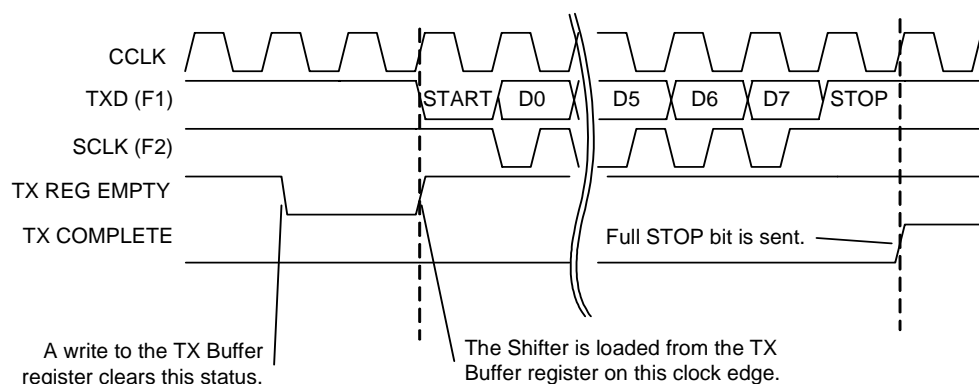 CCLK
TXD (F1)
START
D0
D5
D6
D7
STOP
SCLK (F2)
TX REG EMPTY
TX COMPLETE
Full STOP bit is sent.
A write to the TX Buffer
register clears this status.
The Shifter is loaded from the TX
Buffer register on this clock edge.